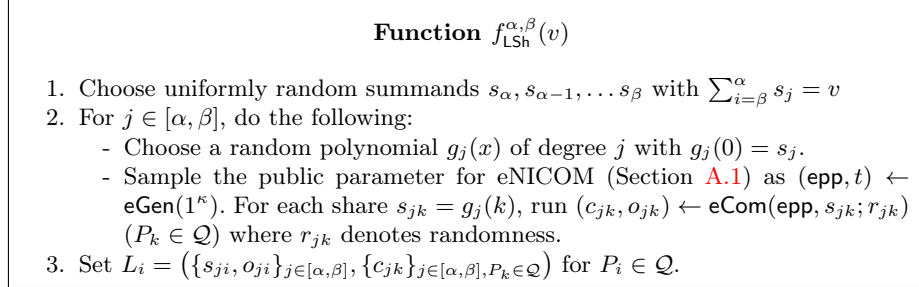 Function $f_{\mathsf{LSh}}^{\alpha,\beta}(v)$
1. Choose uniformly random summands $s_\alpha, s_{\alpha-1}, \ldots s_\beta$ with $\sum_{i=\beta}^{\alpha} s_j = v$
2. For $j \in [\alpha, \beta]$, do the following:
- Choose a random polynomial $g_j(x)$ of degree $j$ with $g_j(0) = s_j$.
- Sample the public parameter for eNICOM (Section A.1) as $(\mathsf{epp}, t) \leftarrow$
$\mathsf{eGen}(1^\kappa)$. For each share $s_{jk} = g_j(k)$, run $(c_{jk}, o_{jk}) \leftarrow \mathsf{eCom}(\mathsf{epp}, s_{jk}; r_{jk})$
$(P_k \in \mathcal{Q})$ where $r_{jk}$ denotes randomness.
3. Set $L_i = \left(\{s_{ji}, o_{ji}\}_{j\in[\alpha,\beta]}, \{c_{jk}\}_{j\in[\alpha,\beta], P_k\in\mathcal{Q}}\right)$ for $P_i \in \mathcal{Q}$.